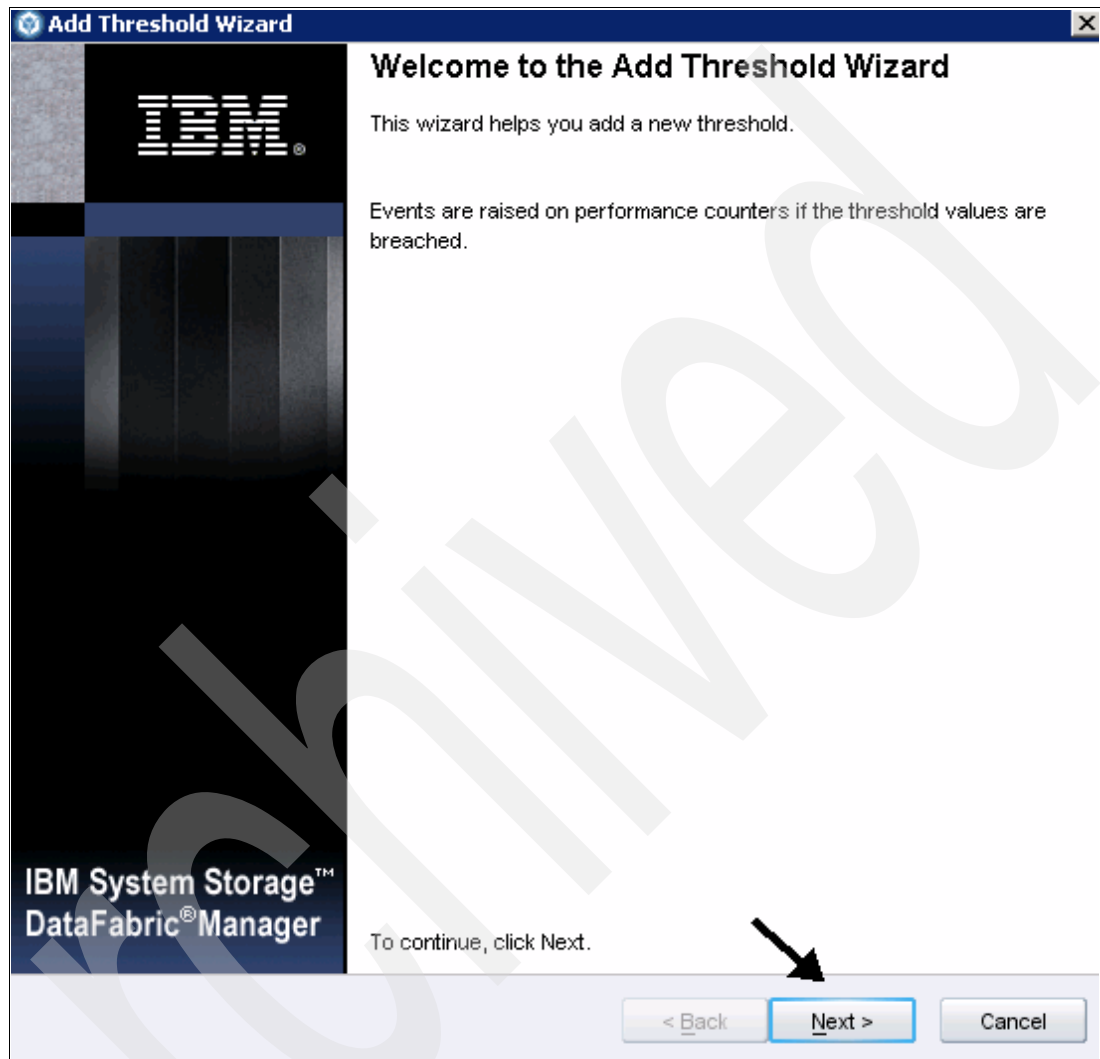 Add Threshold Wizard
IBM®
Welcome to the Add Threshold Wizard
This wizard helps you add a new threshold.
Events are raised on performance counters if the threshold values are
breached.
IBM System Storage™
DataFabric®Manager
To continue, click Next.
< Back
Next >
Cancel